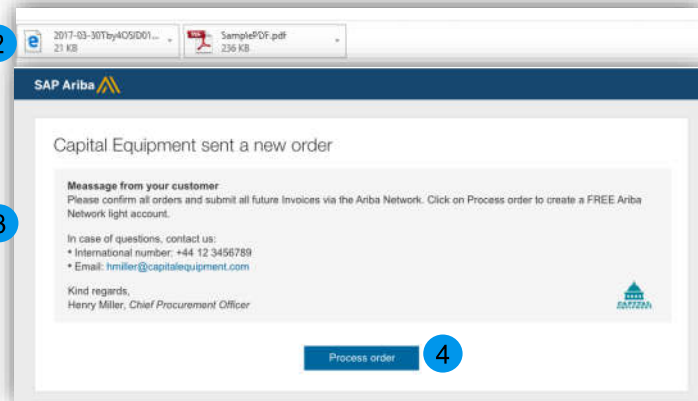 2
2017-03-30Tby4O5ID01... SamplePDF.pdf
21 KB 236 KB
SAP Ariba
Capital Equipment sent a new order
Meassage from your customer
Please confirm all orders and submit all future Invoices via the Ariba Network. Click on Process order to create a FREE Ariba
Network light account.
3
In case of questions, contact us:
* International number: +44 12 3456789
* Email: hmiller@capitalequipment.com
Kind regards,
Henry Miller, Chief Procurement Officer
CAPITAL
Process order 4